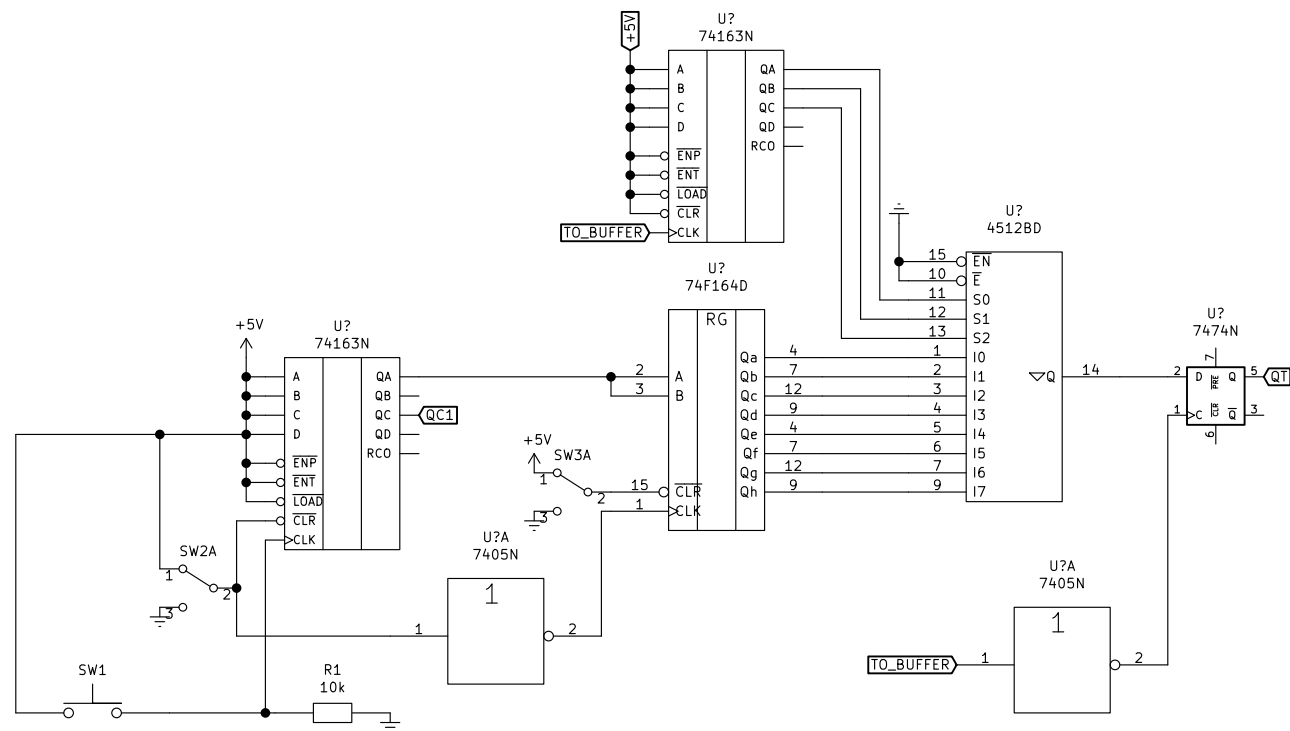 +5V
U?
74163N
A
QA
B
QB
C
QC
D
QD
RCO
ENP
ENT
LOAD
CLR
TO_BUFFER
CLK
U?
4512BD
15
EN
10
E
11
S0
12
S1
13
S2
1
I0
2
I1
3
I2
4
I3
5
I4
6
I5
7
I6
9
I7
Q
14
U?
74F164D
RG
2
A
3
B
15
CLR
1
CLK
Qa
4
Qb
7
Qc
12
Qd
9
Qe
4
Qf
7
Qg
12
Qh
9
U?
7474N
7
2
D
PRE
Q
5
QT
1
C
CLR
Q
3
6
+5V
U?
74163N
A
QA
B
QB
C
QC
QC1
D
QD
RCO
ENP
ENT
LOAD
CLR
CLK
+5V
SW3A
1
2
3
SW2A
1
2
3
U?A
7405N
1
1
2
U?A
7405N
1
TO_BUFFER
1
2
SW1
R1
10k